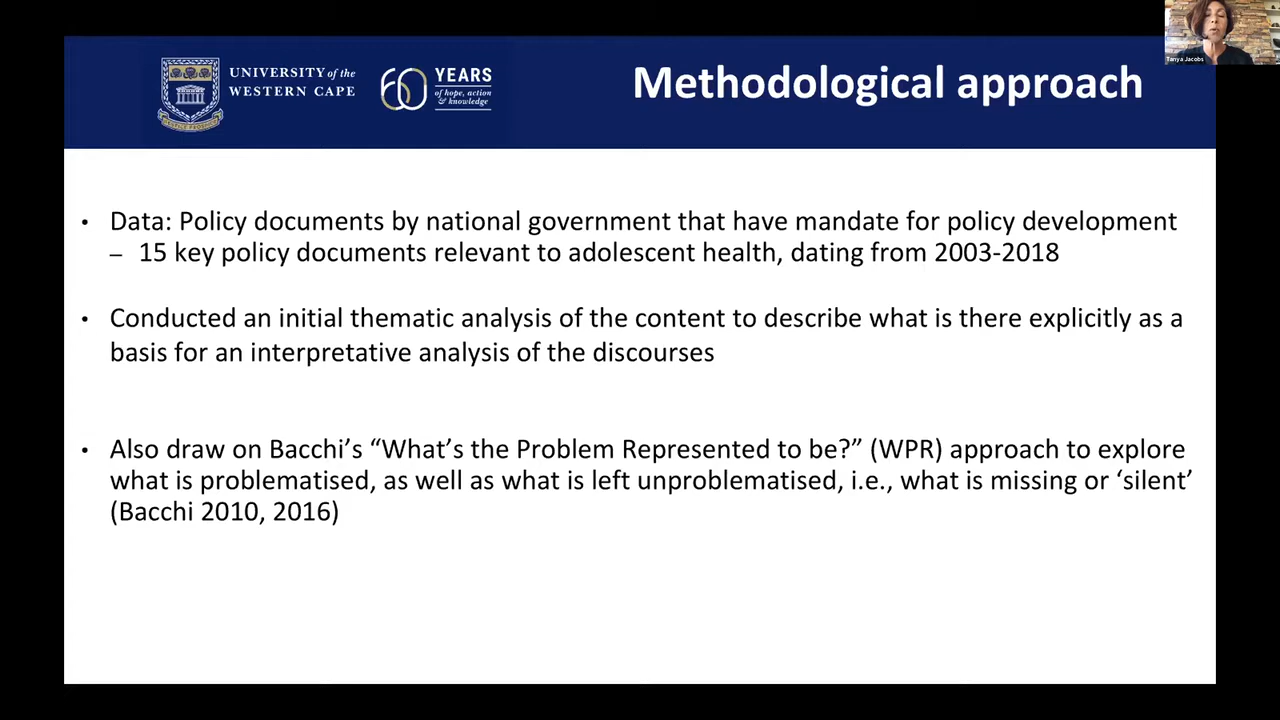 UNIVERSITY of the
WESTERN CAPE
60 YEARS
of hope, action
& knowledge
Methodological approach
Tanya Jacobs
• Data: Policy documents by national government that have mandate for policy development
– 15 key policy documents relevant to adolescent health, dating from 2003-2018
• Conducted an initial thematic analysis of the content to describe what is there explicitly as a
basis for an interpretative analysis of the discourses
• Also draw on Bacchi’s “What’s the Problem Represented to be?” (WPR) approach to explore
what is problematised, as well as what is left unproblematised, i.e., what is missing or ‘silent’
(Bacchi 2010, 2016)